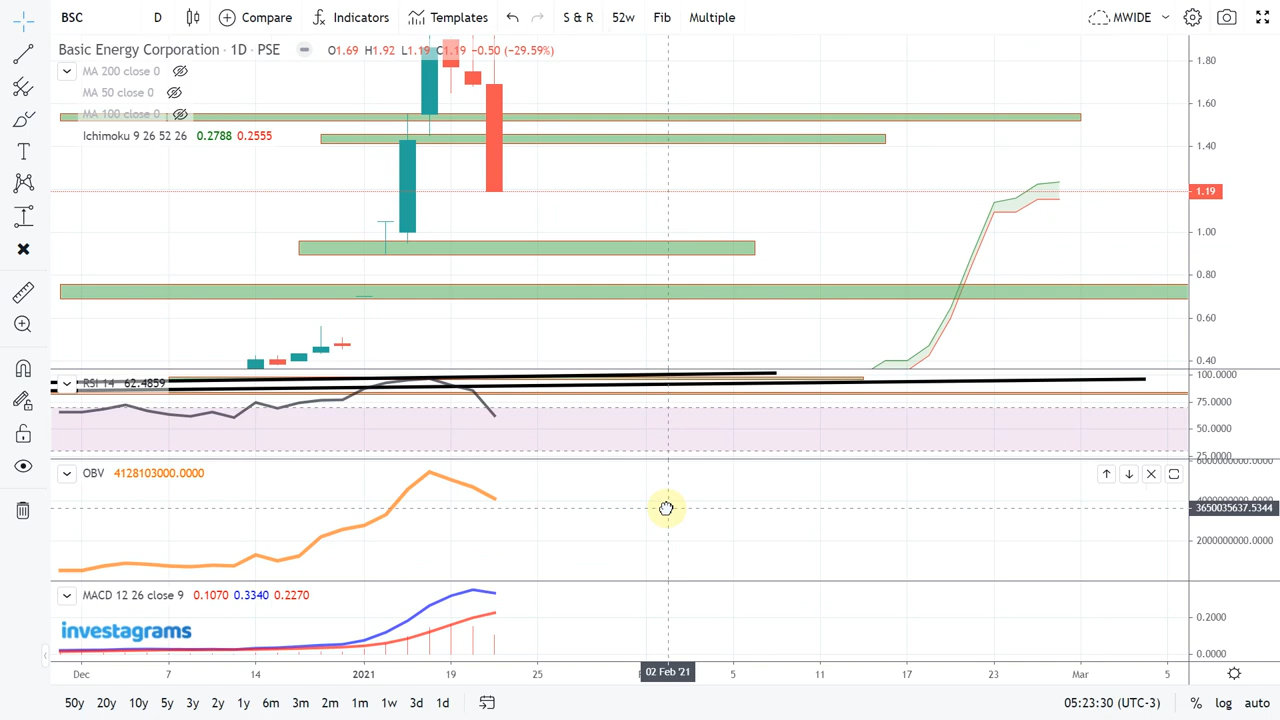 BSC D Compare Indicators Templates S & R 52w Fib Multiple MWIDE
Basic Energy Corporation · 1D · PSE O1.69 H1.92 L1.19 C1.19 −0.50 (−29.59%)
MA 200 close 0
MA 50 close 0
MA 100 close 0
Ichimoku 9 26 52 26 0.2788 0.2555
1.80
1.60
1.40
1.19
1.00
0.80
0.60
0.40
RSI 14 62.4859
100.0000
75.0000
50.0000
25.0000
OBV 4128103000.0000
3650035637.5344
2000000000.0000
MACD 12 26 close 9 0.1070 0.3340 0.2270
0.2000
0.0000
investagrams
Dec 7 14 2021 19 25 02 Feb '21 5 11 17 23 Mar 5
50y 20y 10y 5y 3y 2y 1y 6m 3m 2m 1m 1w 3d 1d 05:23:30 (UTC-3) % log auto